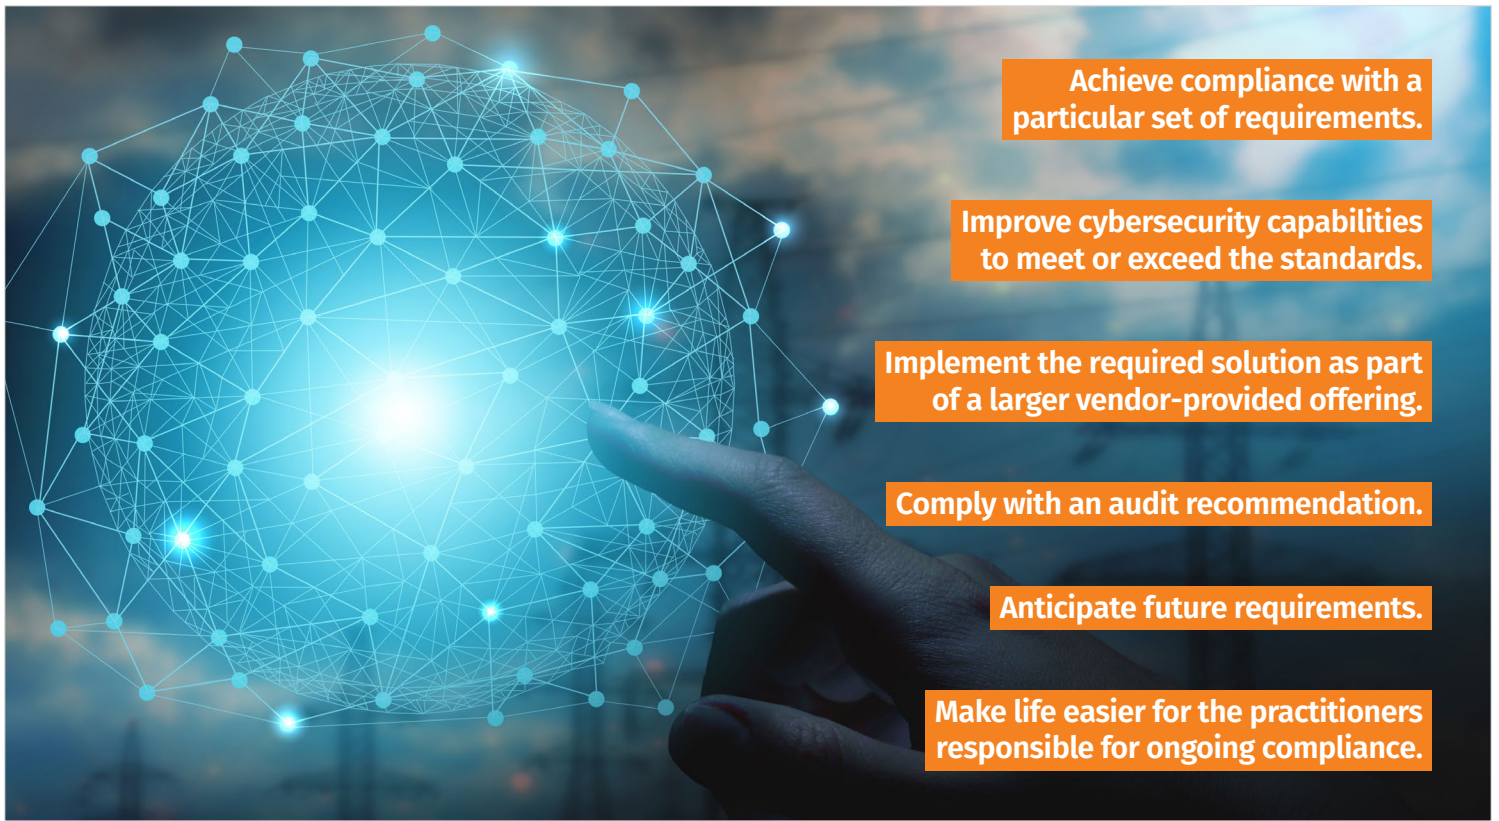 Achieve compliance with a
particular set of requirements.
Improve cybersecurity capabilities
to meet or exceed the standards.
Implement the required solution as part
of a larger vendor-provided offering.
Comply with an audit recommendation.
Anticipate future requirements.
Make life easier for the practitioners
responsible for ongoing compliance.